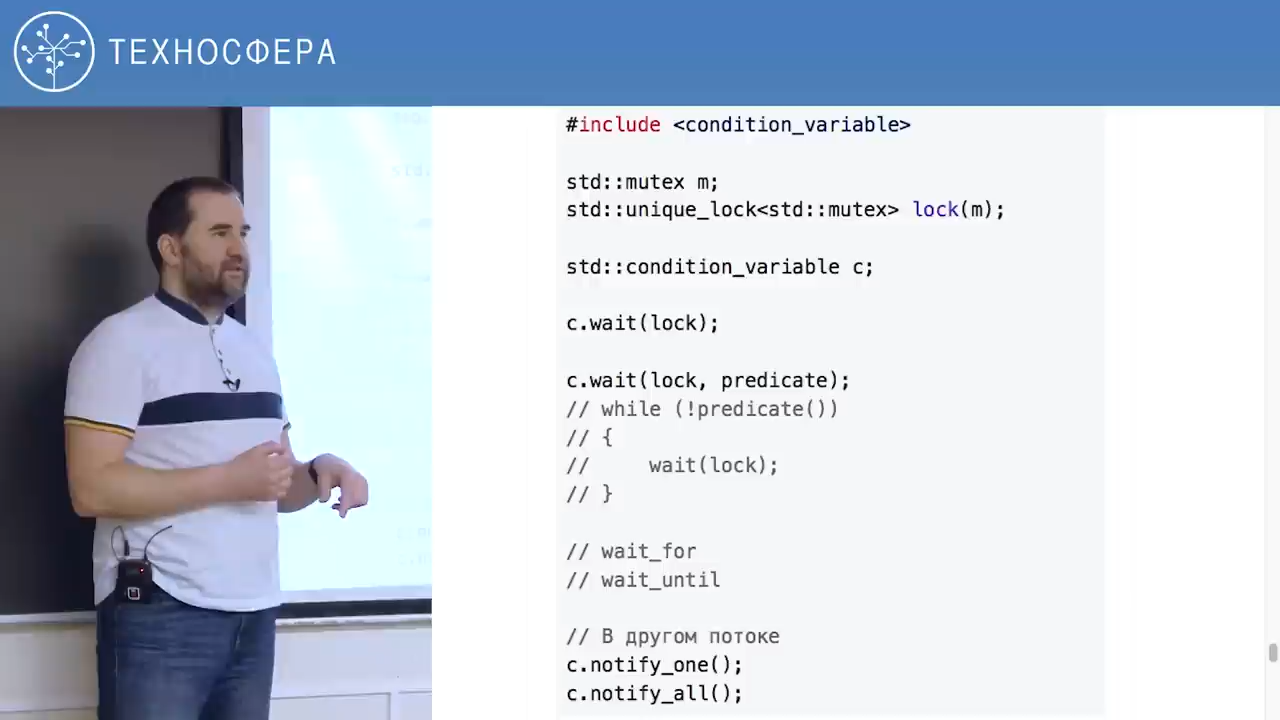 ТЕХНОСФЕРА
#include <condition_variable>
std::mutex m;
std::unique_lock<std::mutex> lock(m);
std::condition_variable c;
c.wait(lock);
c.wait(lock, predicate);
// while (!predicate())
// {
//     wait(lock);
// }
// wait_for
// wait_until
// В другом потоке
c.notify_one();
c.notify_all();